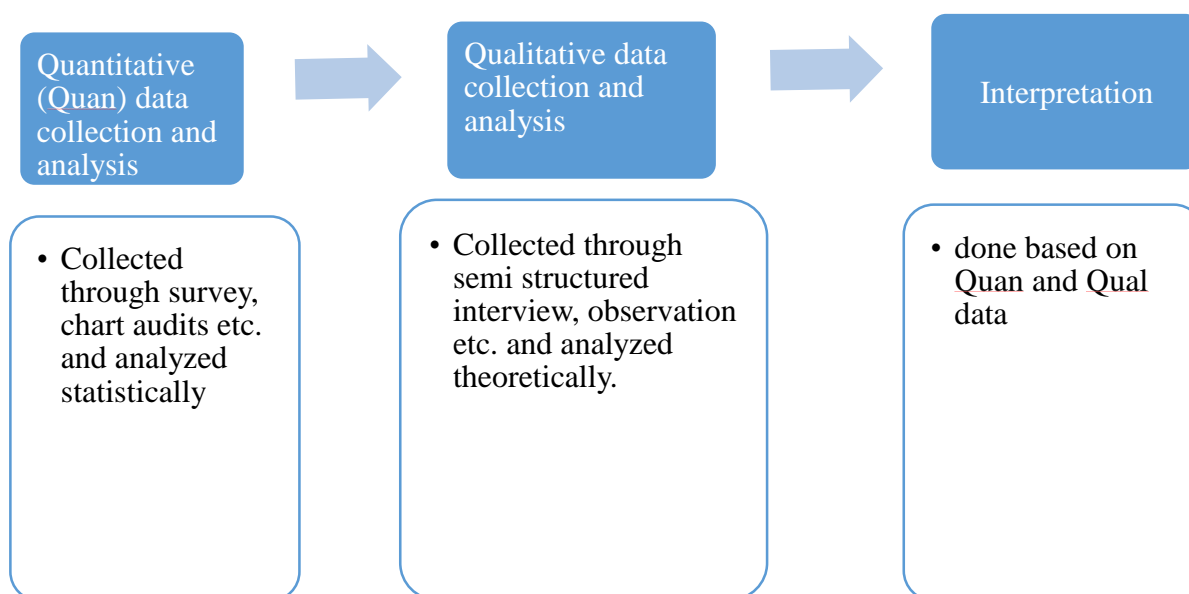 Quantitative
(Quan) data
collection and
analysis
Qualitative data
collection and
analysis
Interpretation
• Collected
through survey,
chart audits etc.
and analyzed
statistically
• Collected through
semi structured
interview, observation
etc. and analyzed
theoretically.
• done based on
Quan and Qual
data